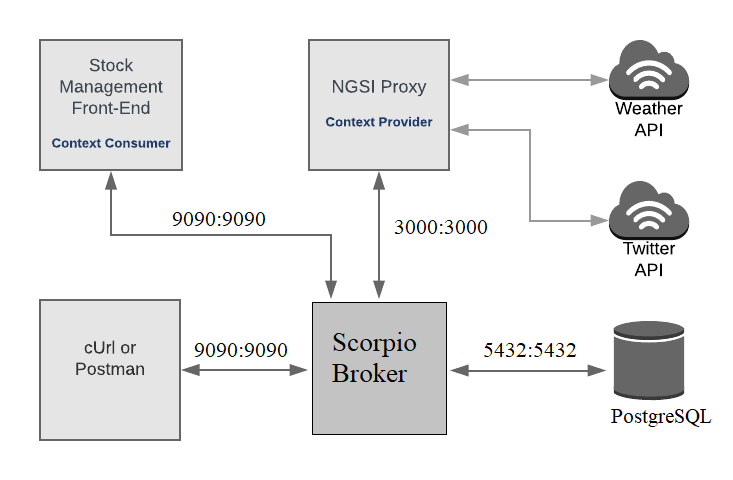 Stock
Management
Front-End
Context Consumer
NGSI Proxy
Context Provider
Weather
API
9090:9090
3000:3000
Twitter
API
cUrl or
Postman
9090:9090
Scorpio
Broker
5432:5432
PostgreSQL